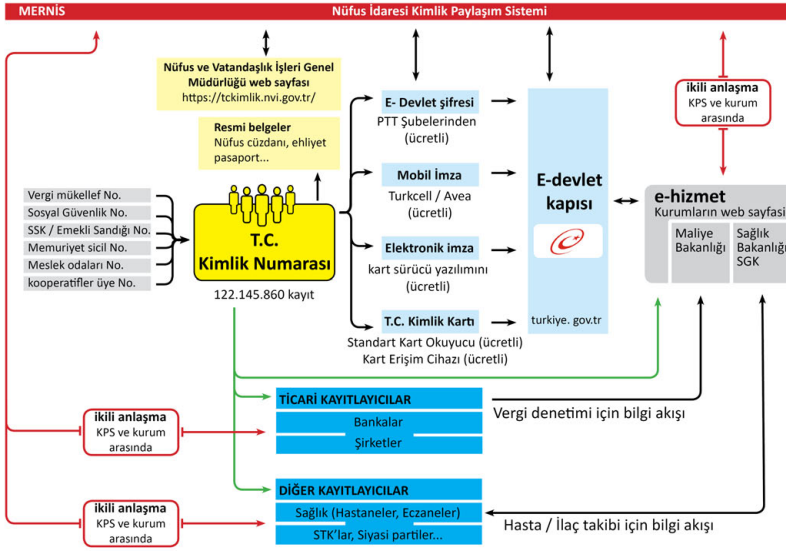 MERNİS
Nüfus İdaresi Kimlik Paylaşım Sistemi
Nüfus ve Vatandaşlık İşleri Genel
Müdürlüğü web sayfası
https://tckimlik.nvi.gov.tr/
Resmi belgeler
Nüfus cüzdanı, ehliyet
pasaport...
Vergi mükellef No.
Sosyal Güvenlik No.
SSK / Emekli Sandığı No.
Memuriyet sicil No.
Meslek odaları No.
kooperatifler üye No.
T.C.
Kimlik Numarası
122.145.860 kayıt
E- Devlet şifresi
PTT Şubelerinden
(ücretli)
Mobil İmza
Turkcell / Avea
(ücretli)
Elektronik imza
kart sürücü yazılımını
(ücretli)
T.C. Kimlik Kartı
Standart Kart Okuyucu (ücretli)
Kart Erişim Cihazı (ücretli)
E-devlet
kapısı
turkiye. gov.tr
ikili anlaşma
KPS ve kurum
arasında
e-hizmet
Kurumların web sayfasi
Maliye
Bakanlığı
Sağlık
Bakanlığı
SGK
ikili anlaşma
KPS ve kurum
arasında
TİCARİ KAYITLAYICILAR
Bankalar
Şirketler
Vergi denetimi için bilgi akışı
ikili anlaşma
KPS ve kurum
arasında
DİĞER KAYITLAYICILAR
Sağlık (Hastaneler, Eczaneler)
STK'lar, Siyasi partiler...
Hasta / İlaç takibi için bilgi akışı